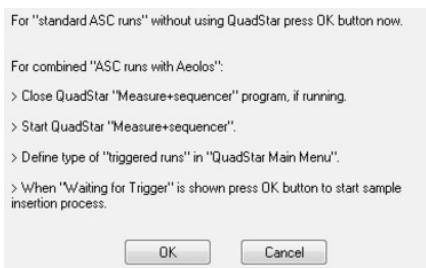 For "standard ASC runs" without using QuadStar press OK button now.
For combined "ASC runs with Aeolos":
> Close QuadStar "Measure+sequencer" program, if running.
> Start QuadStar "Measure+sequencer".
> Define type of "triggered runs" in "QuadStar Main Menu".
> When "Waiting for Trigger" is shown press OK button to start sample
insertion process.
OK
Cancel